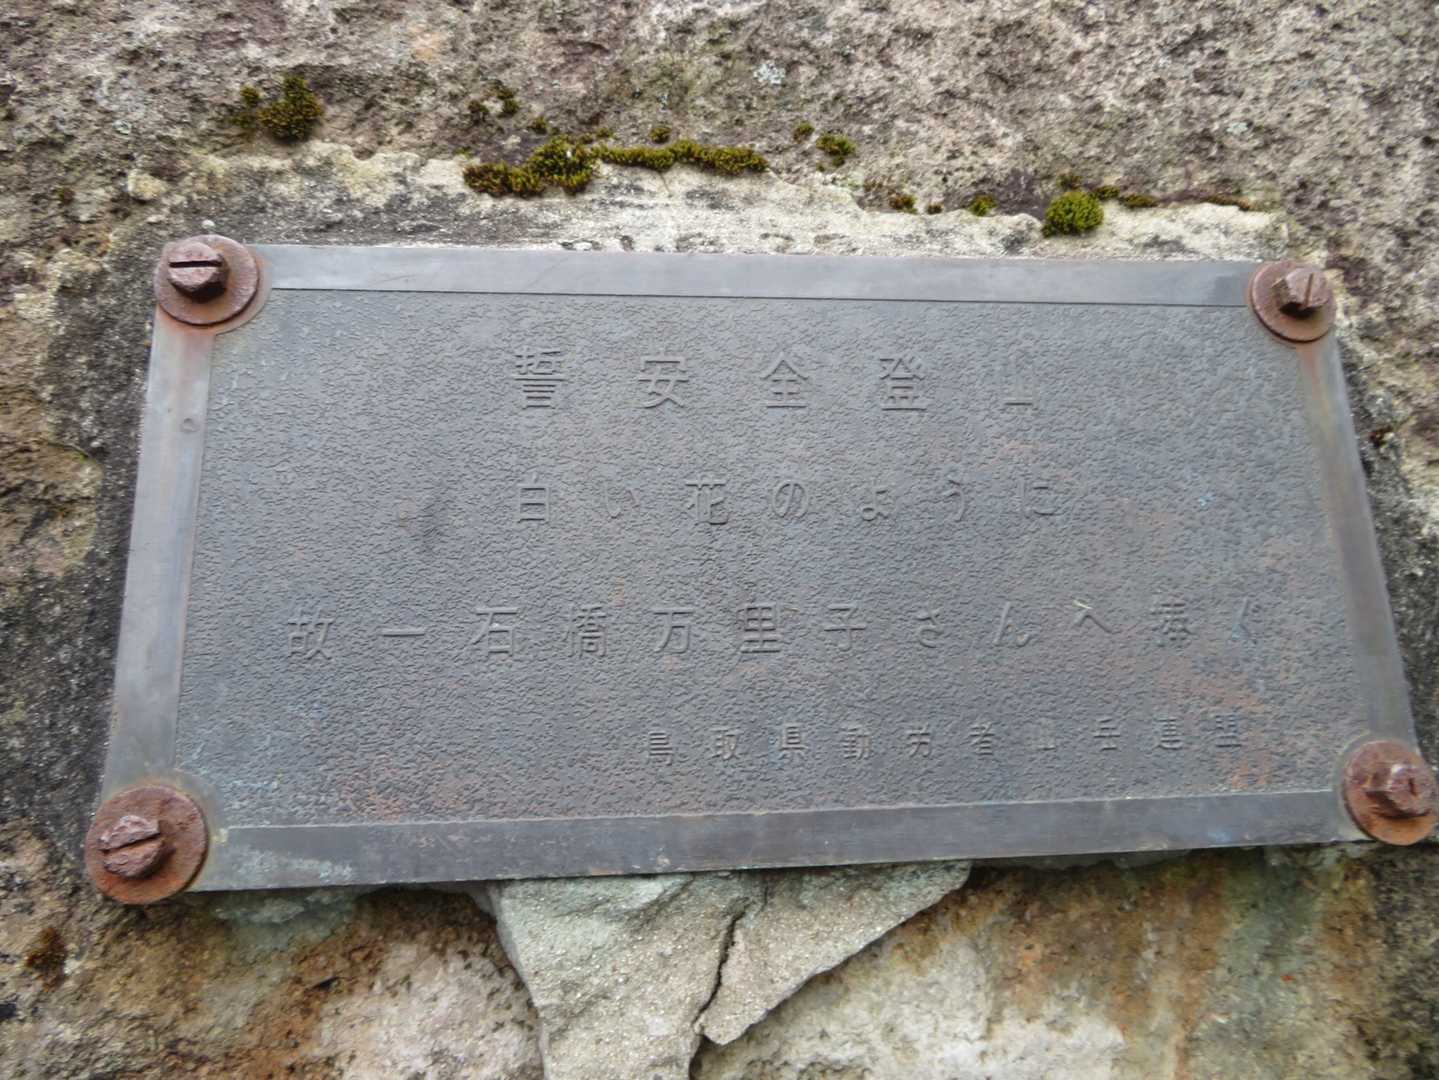 誓安全登山
白い花のように
故一石橋万里子さんへ捧ぐ
鳥取県勤労者山岳連盟